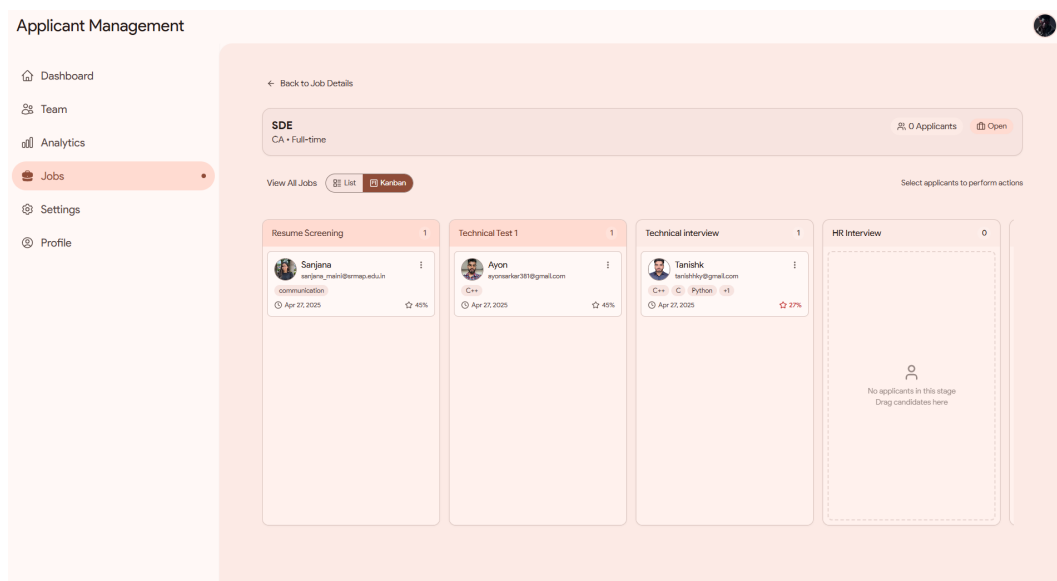 Applicant Management
Dashboard
Team
Analytics
Jobs
Settings
Profile
← Back to Job Details
SDE
CA • Full-time
0 Applicants
Open
View All Jobs
List
Kanban
Select applicants to perform actions
Resume Screening 1
Sanjana
sanjana_maini@srmap.edu.in
communication
Apr 27, 2025 45%
Technical Test 1 1
Ayon
ayonsarkar381@gmail.com
C++
Apr 27, 2025 45%
Technical interview 1
Tanishk
tanishhky@gmail.com
C++ C Python +1
Apr 27, 2025 27%
HR Interview 0
No applicants in this stage
Drag candidates here